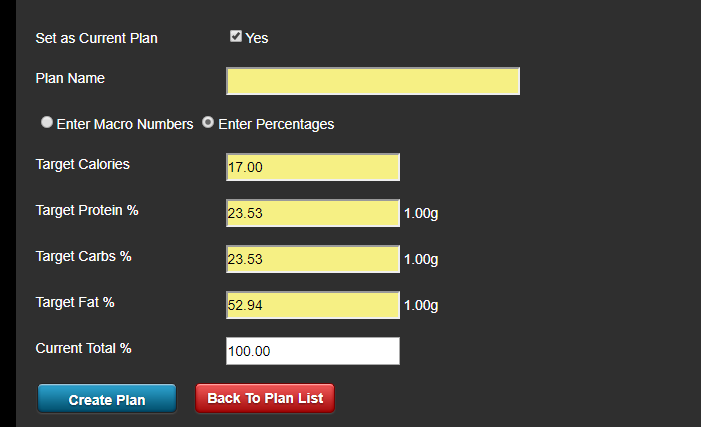 Set as Current Plan Yes
Plan Name
Enter Macro Numbers Enter Percentages
Target Calories 17.00
Target Protein % 23.53 1.00g
Target Carbs % 23.53 1.00g
Target Fat % 52.94 1.00g
Current Total % 100.00
Create Plan Back To Plan List